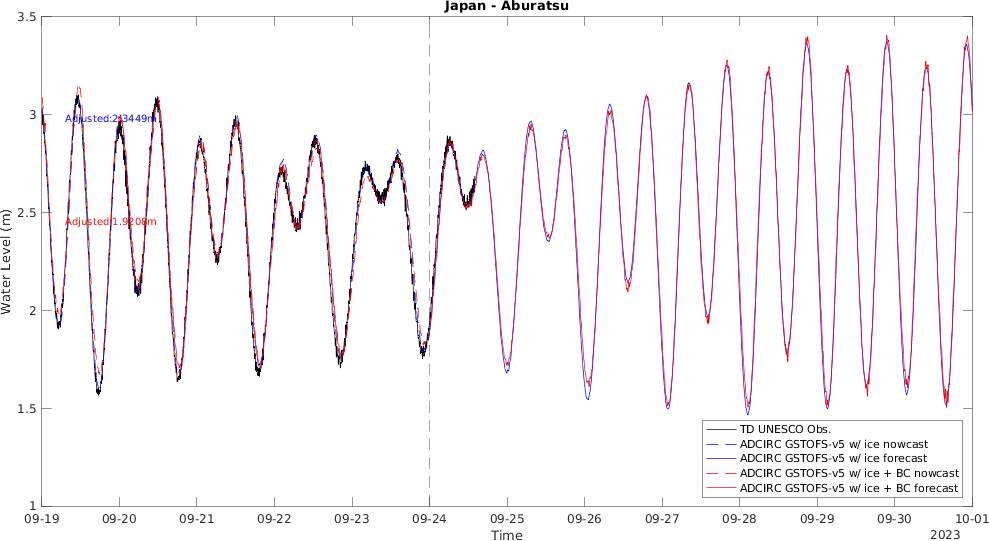 Japan - Aburatsu
3.5
3
2.5
2
1.5
1
Water Level (m)
Adjusted:2.3449m
Adjusted:1.9208m
TD UNESCO Obs.
ADCIRC GSTOFS-v5 w/ ice nowcast
ADCIRC GSTOFS-v5 w/ ice forecast
ADCIRC GSTOFS-v5 w/ ice + BC nowcast
ADCIRC GSTOFS-v5 w/ ice + BC forecast
09-19 09-20 09-21 09-22 09-23 09-24 09-25 09-26 09-27 09-28 09-29 09-30 10-01
Time
2023